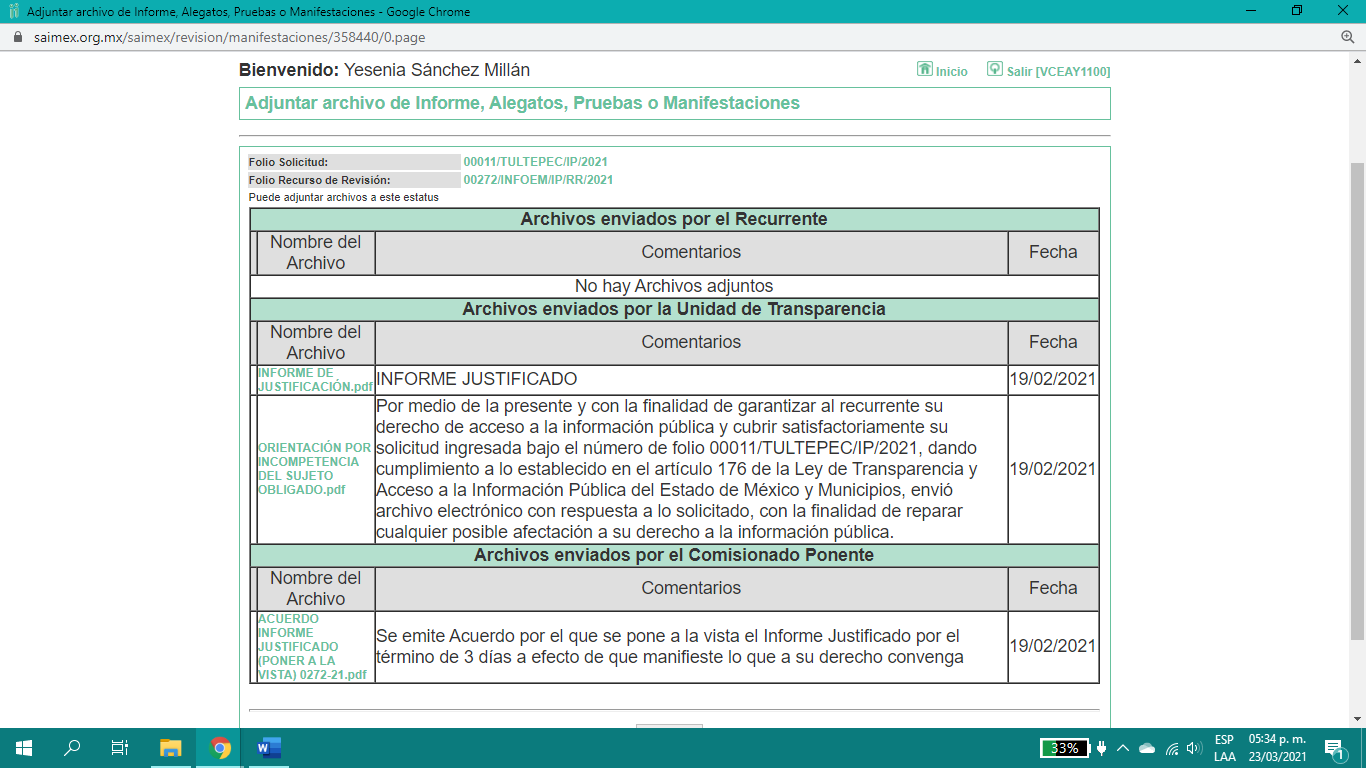 Adjuntar archivo de Informe, Alegatos, Pruebas o Manifestaciones - Google Chrome
saimex.org.mx/saimex/revision/manifestaciones/358440/0.page
Bienvenido: Yesenia Sánchez Millán
Inicio
Salir [VCEAY1100]
Adjuntar archivo de Informe, Alegatos, Pruebas o Manifestaciones
Folio Solicitud: 00011/TULTEPEC/IP/2021
Folio Recurso de Revisión: 00272/INFOEM/IP/RR/2021
Puede adjuntar archivos a este estatus
Archivos enviados por el Recurrente
Nombre del
Archivo
Comentarios
Fecha
No hay Archivos adjuntos
Archivos enviados por la Unidad de Transparencia
Nombre del
Archivo
Comentarios
Fecha
INFORME DE
JUSTIFICACIÓN.pdf
INFORME JUSTIFICADO
19/02/2021
ORIENTACIÓN POR
INCOMPETENCIA
DEL SUJETO
OBLIGADO.pdf
Por medio de la presente y con la finalidad de garantizar al recurrente su
derecho de acceso a la información pública y cubrir satisfactoriamente su
solicitud ingresada bajo el número de folio 00011/TULTEPEC/IP/2021, dando
cumplimiento a lo establecido en el artículo 176 de la Ley de Transparencia y
Acceso a la Información Pública del Estado de México y Municipios, envió
archivo electrónico con respuesta a lo solicitado, con la finalidad de reparar
cualquier posible afectación a su derecho a la información pública.
19/02/2021
Archivos enviados por el Comisionado Ponente
Nombre del
Archivo
Comentarios
Fecha
ACUERDO
INFORME
JUSTIFICADO
(PONER A LA
VISTA) 0272-21.pdf
Se emite Acuerdo por el que se pone a la vista el Informe Justificado por el
término de 3 días a efecto de que manifieste lo que a su derecho convenga
19/02/2021
33%
ESP
LAA
05:34 p. m.
23/03/2021
1